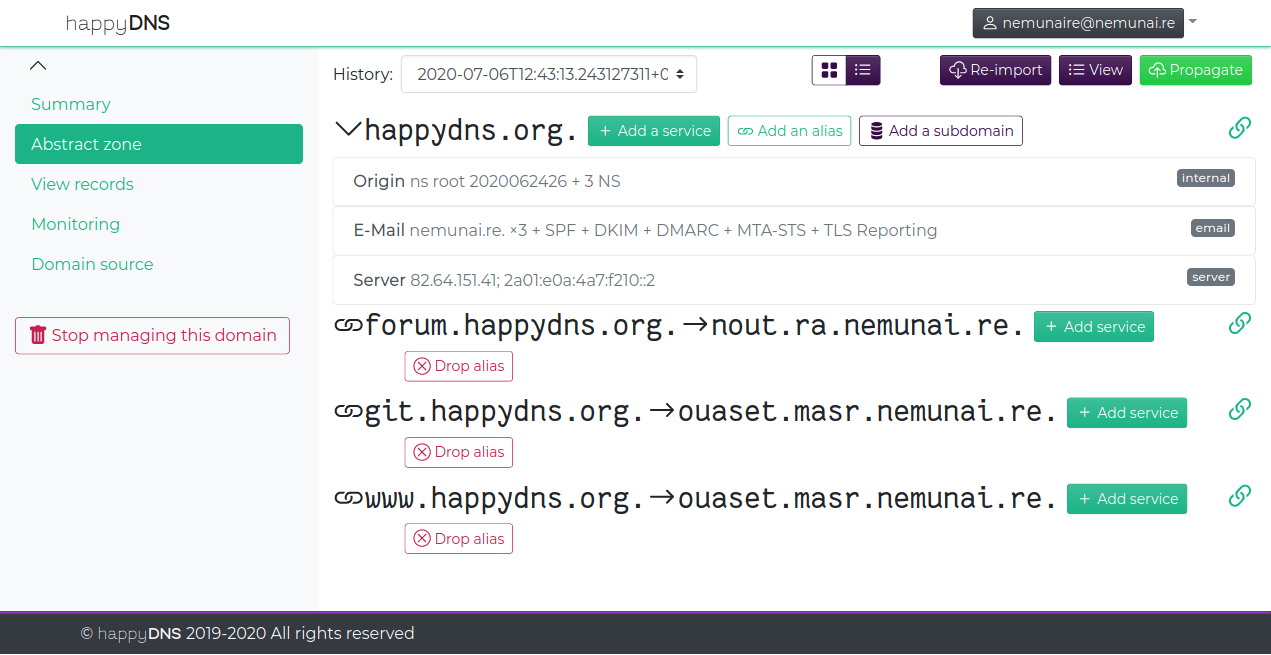 happyDNS
nemunaire@nemunai.re
Summary
Abstract zone
View records
Monitoring
Domain source
Stop managing this domain
History: 2020-07-06T12:43:13.243127311+0
Re-import
View
Propagate
happydns.org.
+ Add a service
Add an alias
Add a subdomain
Origin ns root 2020062426 + 3 NS
internal
E-Mail nemunai.re. ×3 + SPF + DKIM + DMARC + MTA-STS + TLS Reporting
email
Server 82.64.151.41; 2a01:e0a:4a7:f210::2
server
forum.happydns.org.→nout.ra.nemunai.re.
+ Add service
Drop alias
git.happydns.org.→ouaset.masr.nemunai.re.
+ Add service
Drop alias
www.happydns.org.→ouaset.masr.nemunai.re.
+ Add service
Drop alias
© happyDNS 2019-2020 All rights reserved